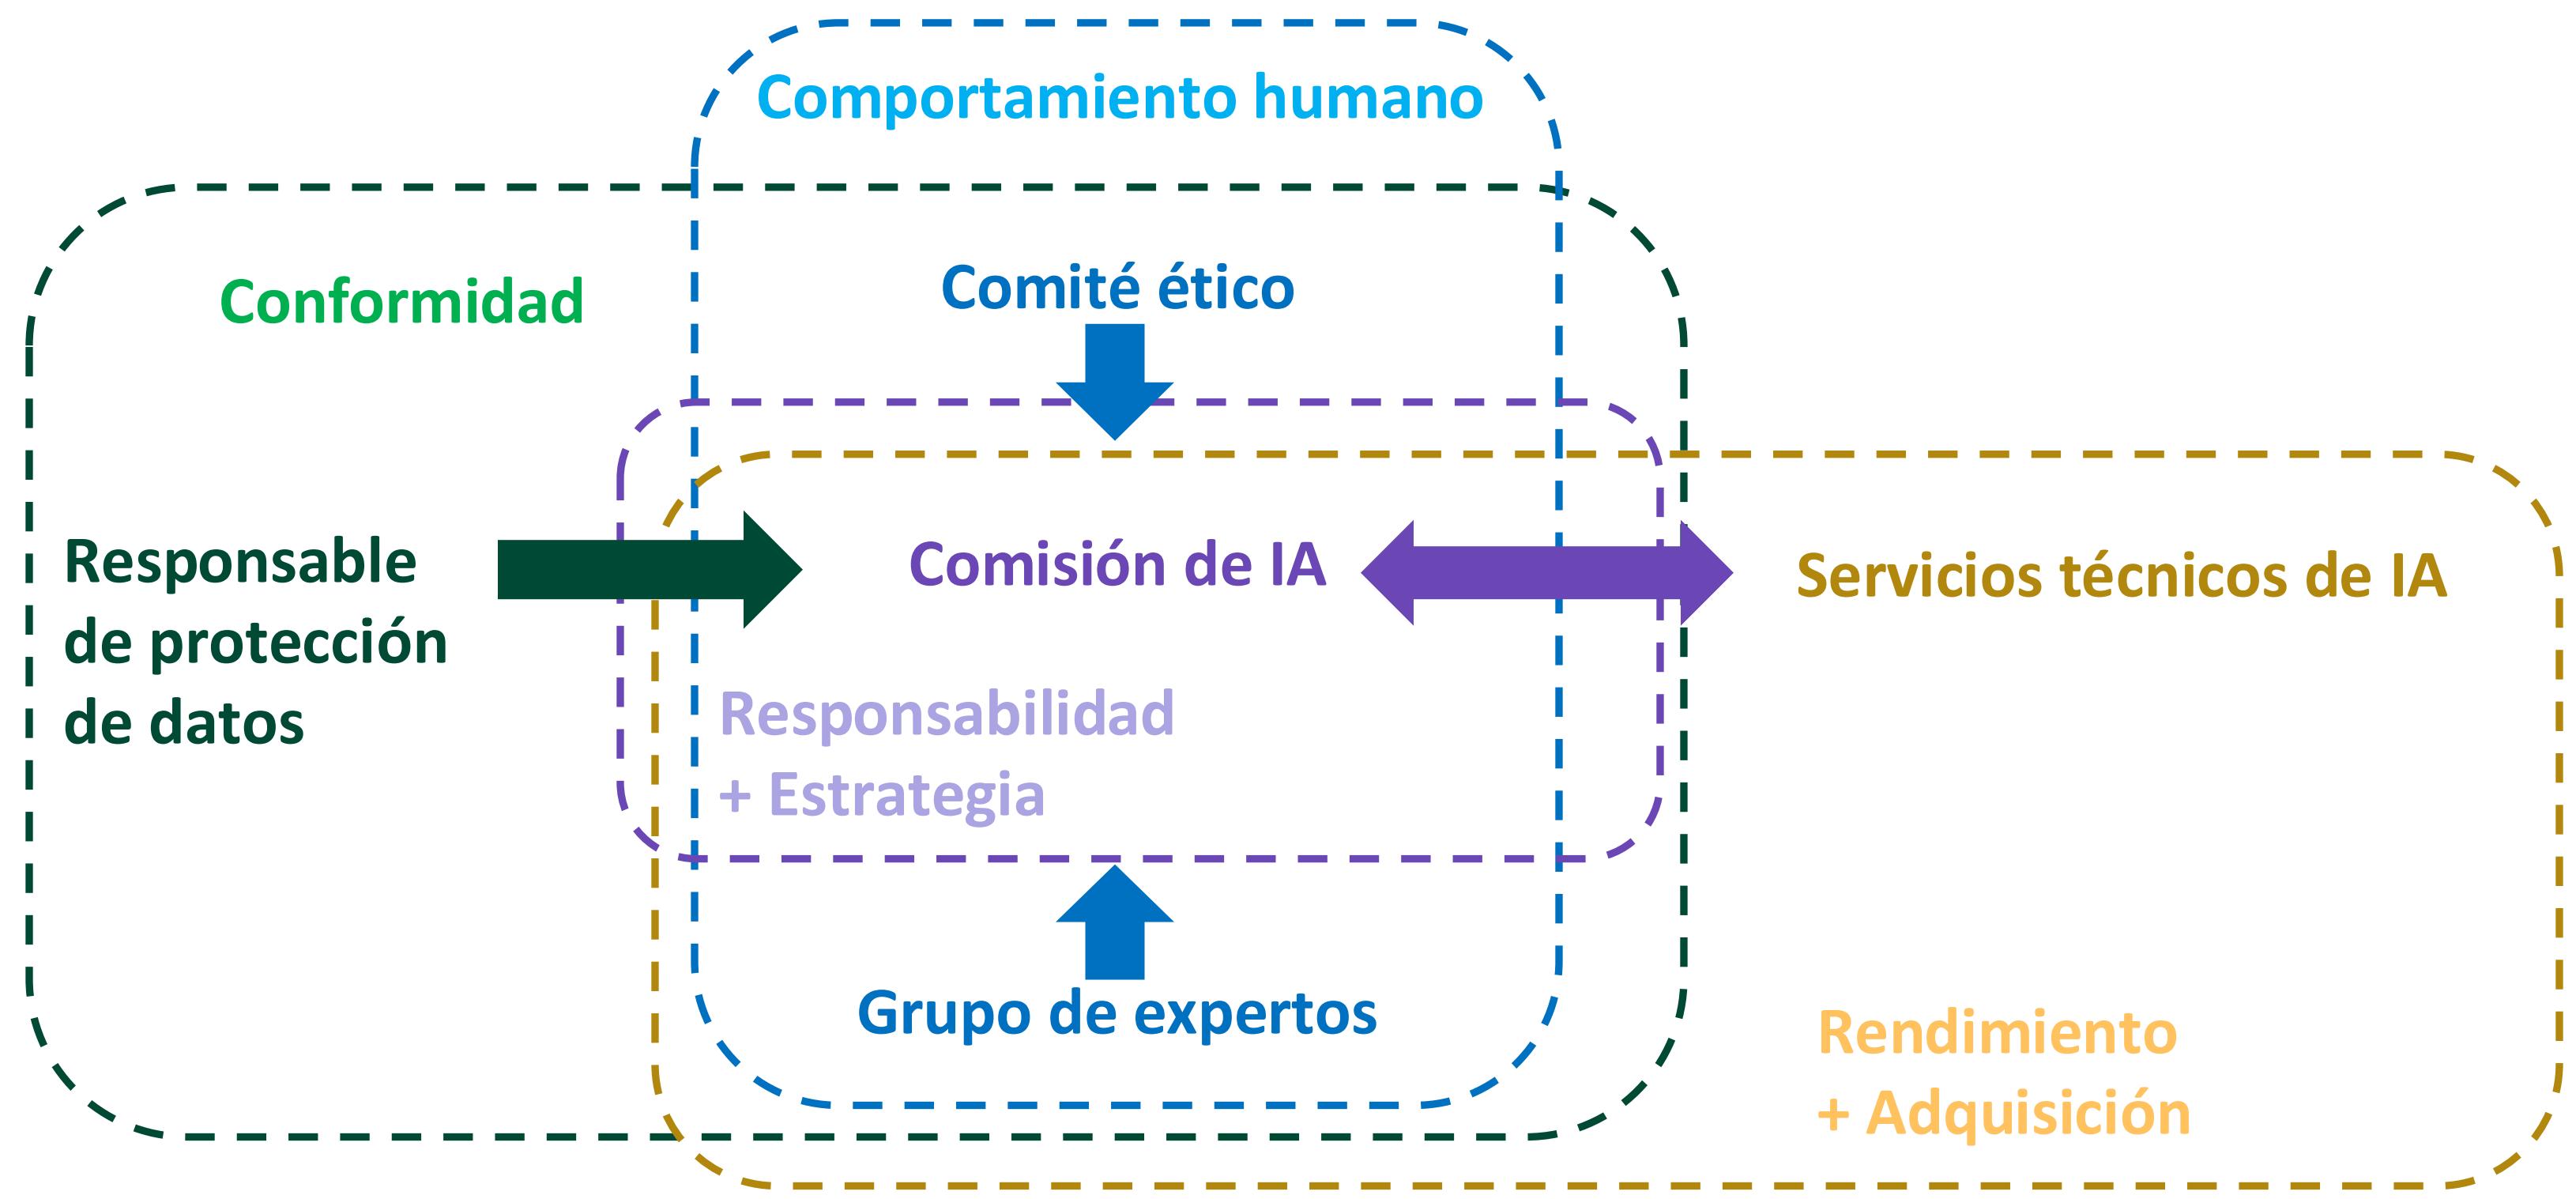 Comportamiento humano
Conformidad
Comité ético
Responsable
de protección
de datos
Comisión de IA
Servicios técnicos de IA
Responsabilidad
+ Estrategia
Grupo de expertos
Rendimiento
+ Adquisición